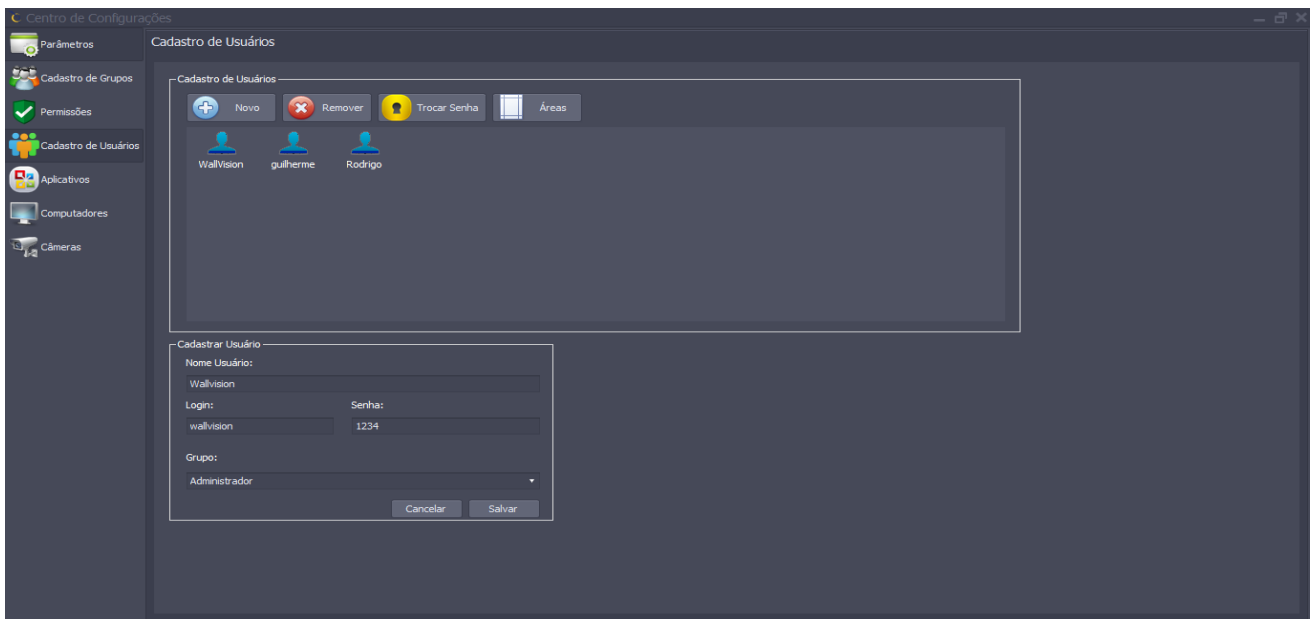 Centro de Configurações
Parâmetros
Cadastro de Grupos
Permissões
Cadastro de Usuários
Aplicativos
Computadores
Câmeras
Cadastro de Usuários
Cadastro de Usuários
Novo Remover Trocar Senha Áreas
WallVision guilherme Rodrigo
Cadastrar Usuário
Nome Usuário:
Wallvision
Login: Senha:
wallvision 1234
Grupo:
Administrador
Cancelar Salvar